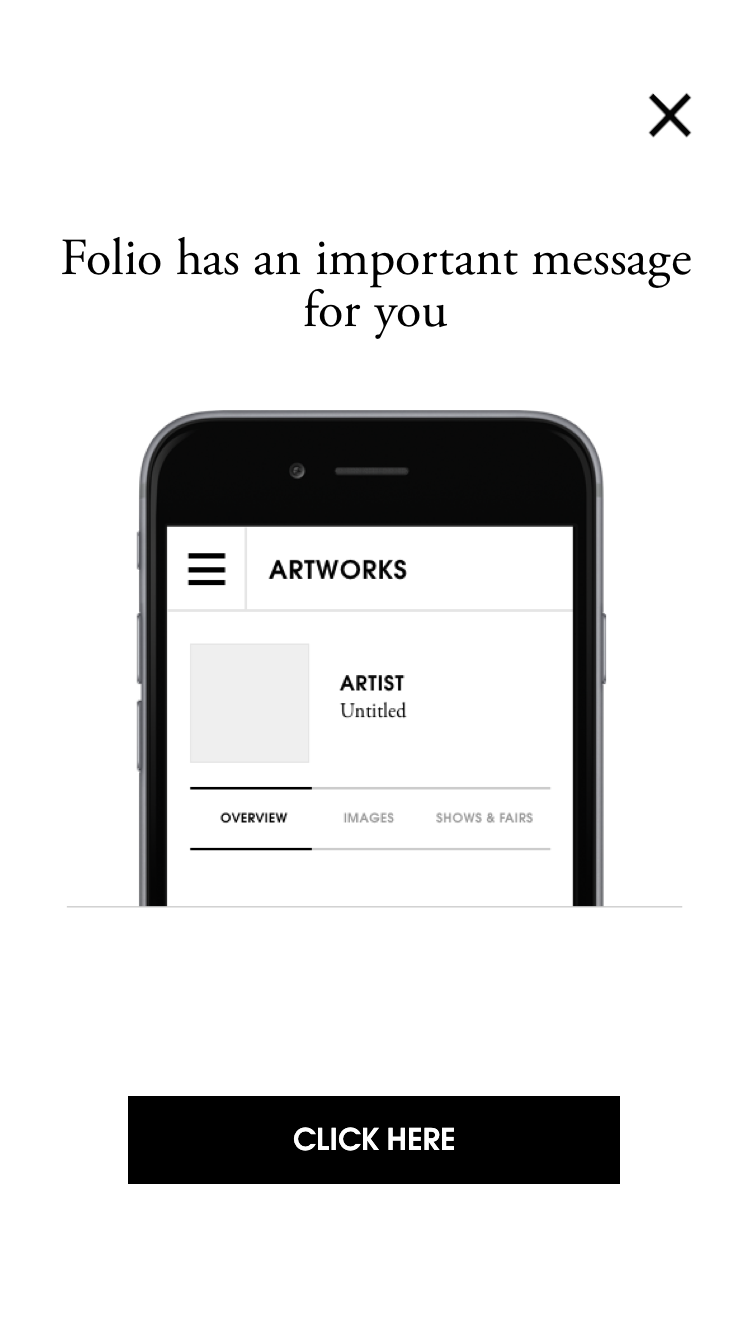 Folio has an important message
for you
ARTWORKS
ARTIST
Untitled
OVERVIEW IMAGES SHOWS & FAIRS
CLICK HERE